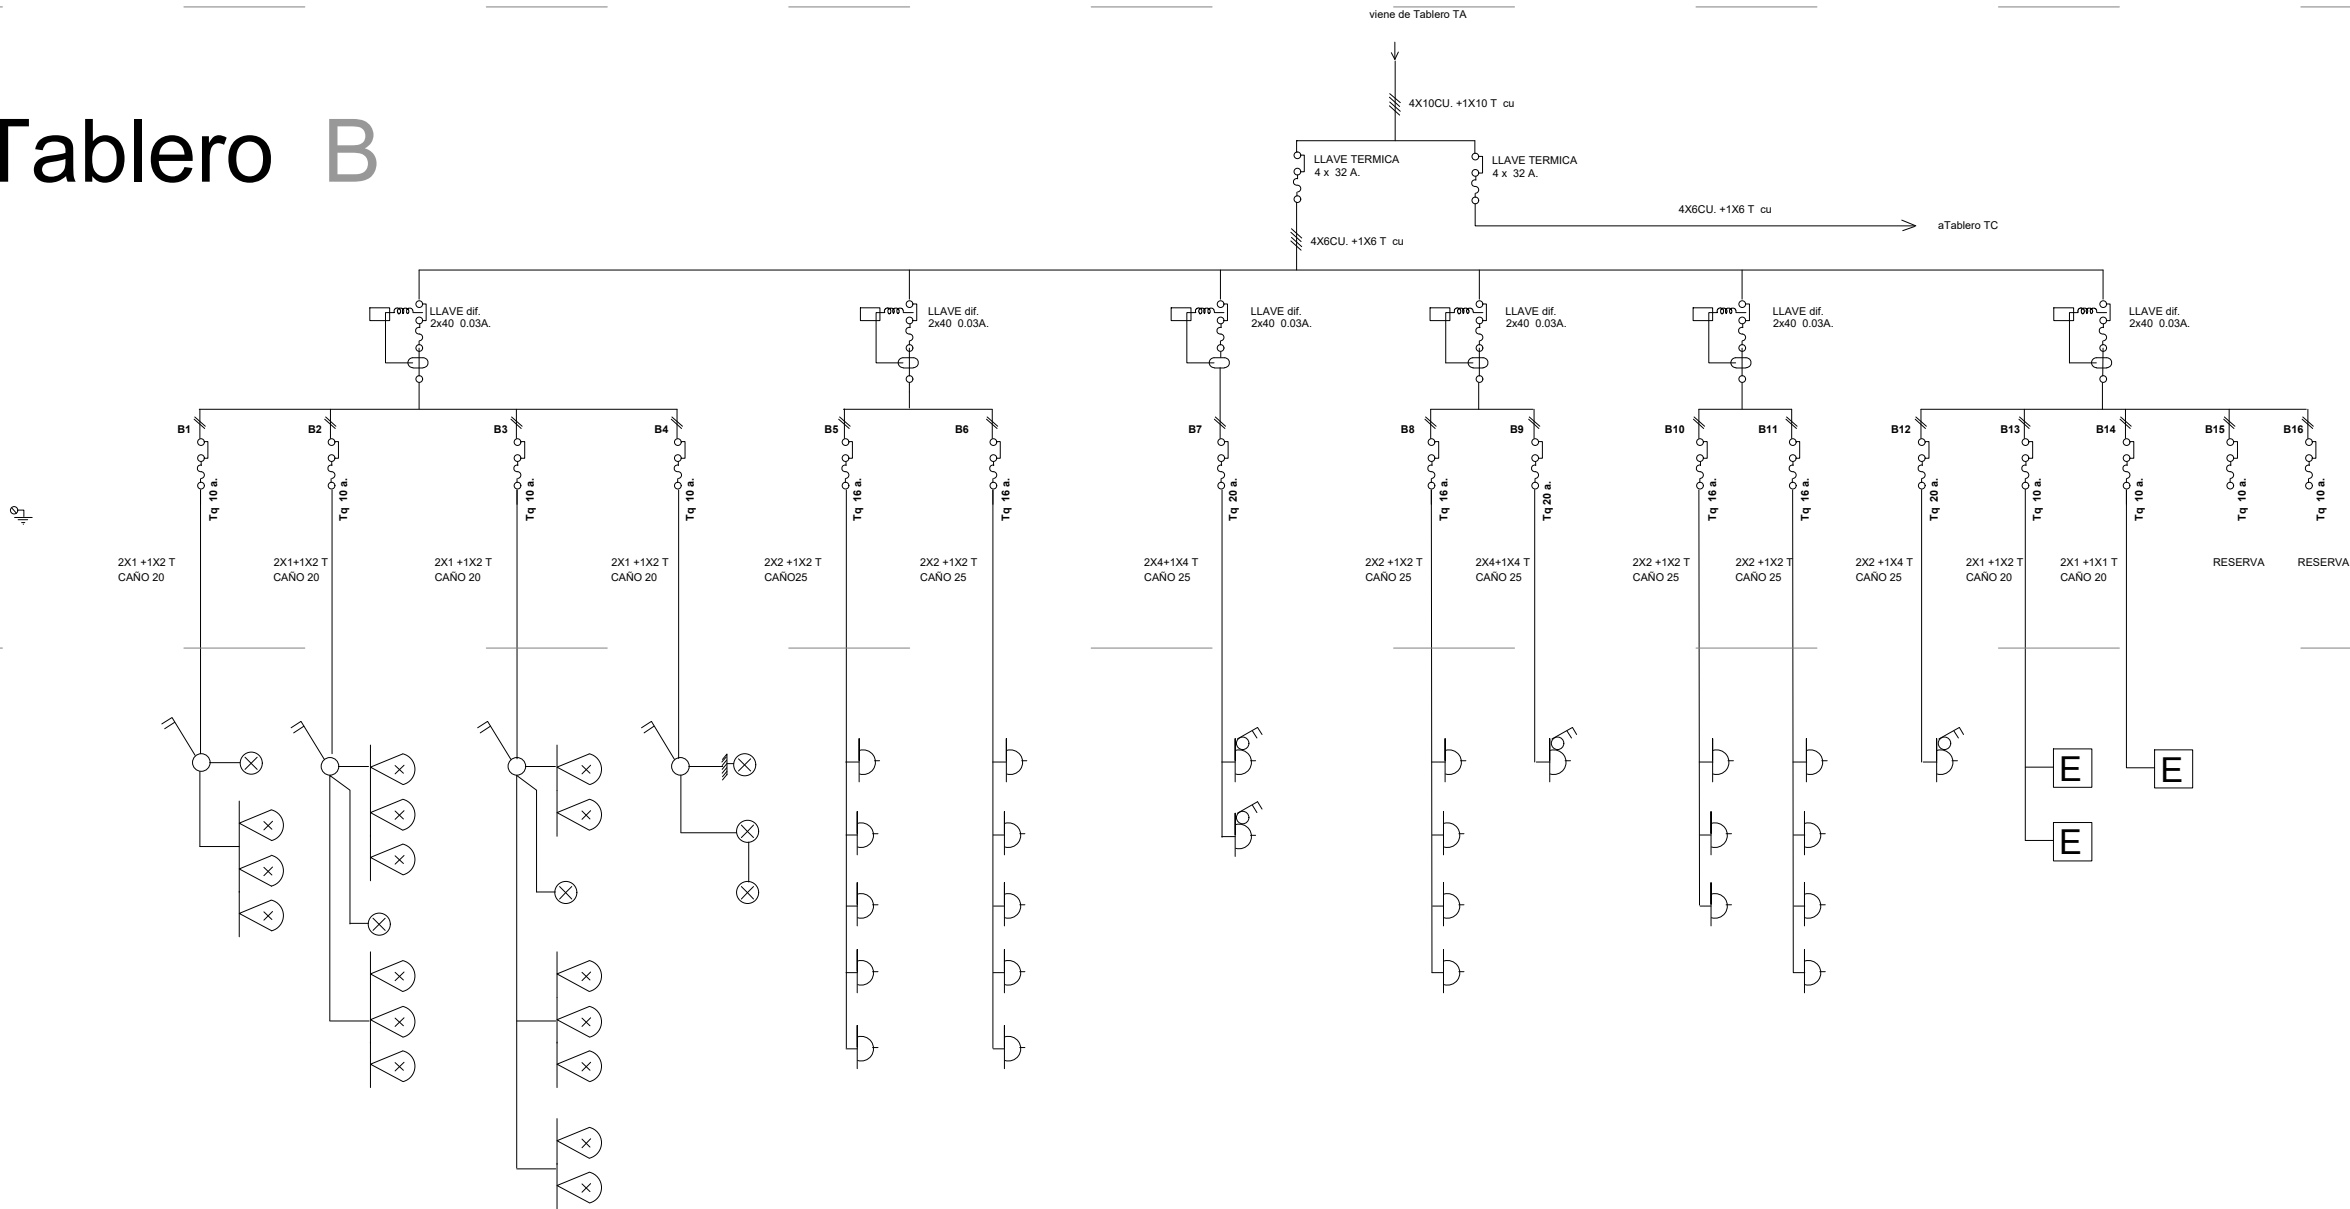 viene de Tablero TA
4X10CU. +1X10 T cu
Tablero B
LLAVE TERMICA
4 x 32 A.
LLAVE TERMICA
4 x 32 A.
4X6CU. +1X6 T cu
aTablero TC
4X6CU. +1X6 T cu
LLAVE dif.
2x40 0.03A.
LLAVE dif.
2x40 0.03A.
LLAVE dif.
2x40 0.03A.
LLAVE dif.
2x40 0.03A.
LLAVE dif.
2x40 0.03A.
LLAVE dif.
2x40 0.03A.
B1
B2
B3
B4
B5
B6
B7
B8
B9
B10
B11
B12
B13
B14
B15
B16
Tq 10 a.
Tq 10 a.
Tq 10 a.
Tq 10 a.
Tq 16 a.
Tq 16 a.
Tq 20 a.
Tq 16 a.
Tq 20 a.
Tq 16 a.
Tq 16 a.
Tq 20 a.
Tq 10 a.
Tq 10 a.
Tq 10 a.
Tq 10 a.
2X1 +1X2 T
CAÑO 20
2X1+1X2 T
CAÑO 20
2X1 +1X2 T
CAÑO 20
2X1 +1X2 T
CAÑO 20
2X2 +1X2 T
CAÑO25
2X2 +1X2 T
CAÑO 25
2X4+1X4 T
CAÑO 25
2X2 +1X2 T
CAÑO 25
2X4+1X4 T
CAÑO 25
2X2 +1X2 T
CAÑO 25
2X2 +1X2 T
CAÑO 25
2X2 +1X4 T
CAÑO 25
2X1 +1X2 T
CAÑO 20
2X1 +1X1 T
CAÑO 20
RESERVA
RESERVA
E
E
E